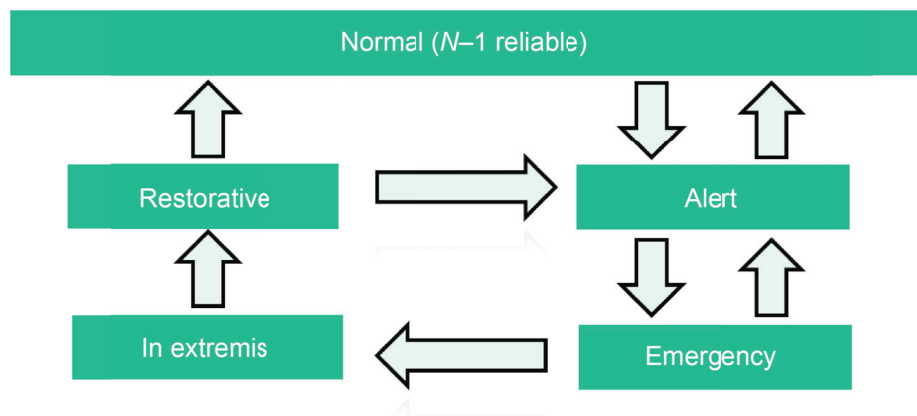 Normal (N–1 reliable)
Restorative
Alert
In extremis
Emergency